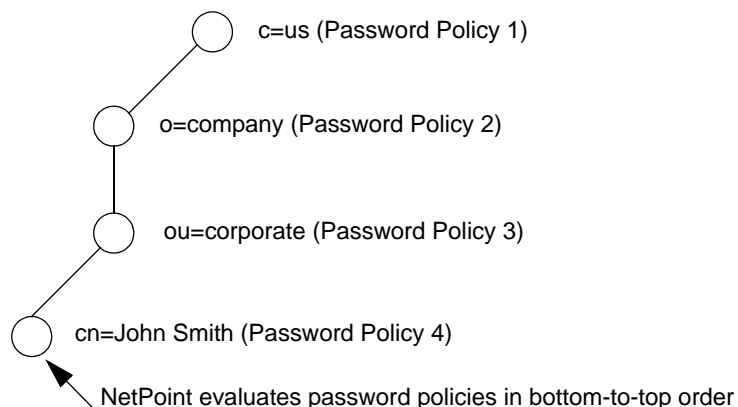 c=us (Password Policy 1)
o=company (Password Policy 2)
ou=corporate (Password Policy 3)
cn=John Smith (Password Policy 4)
NetPoint evaluates password policies in bottom-to-top order